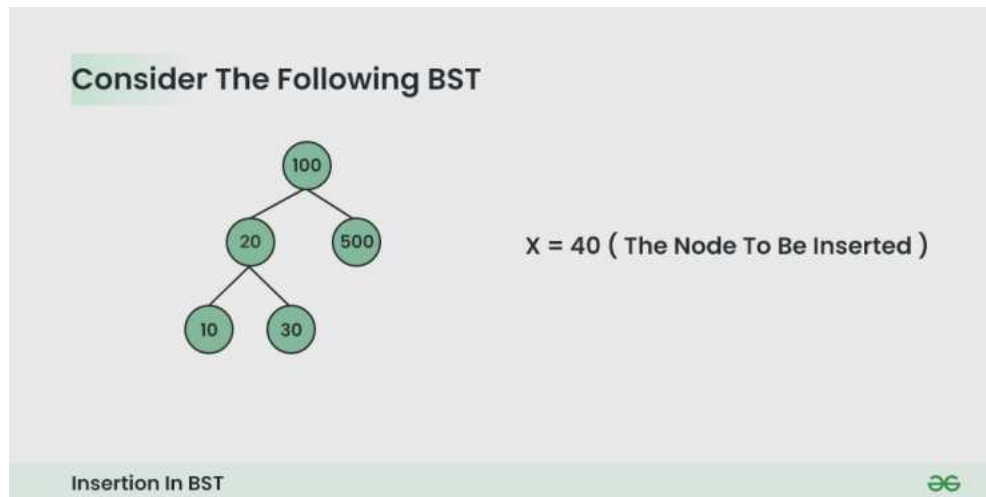 Consider The Following BST
100
20
500
X = 40 ( The Node To Be Inserted )
10
30
Insertion In BST